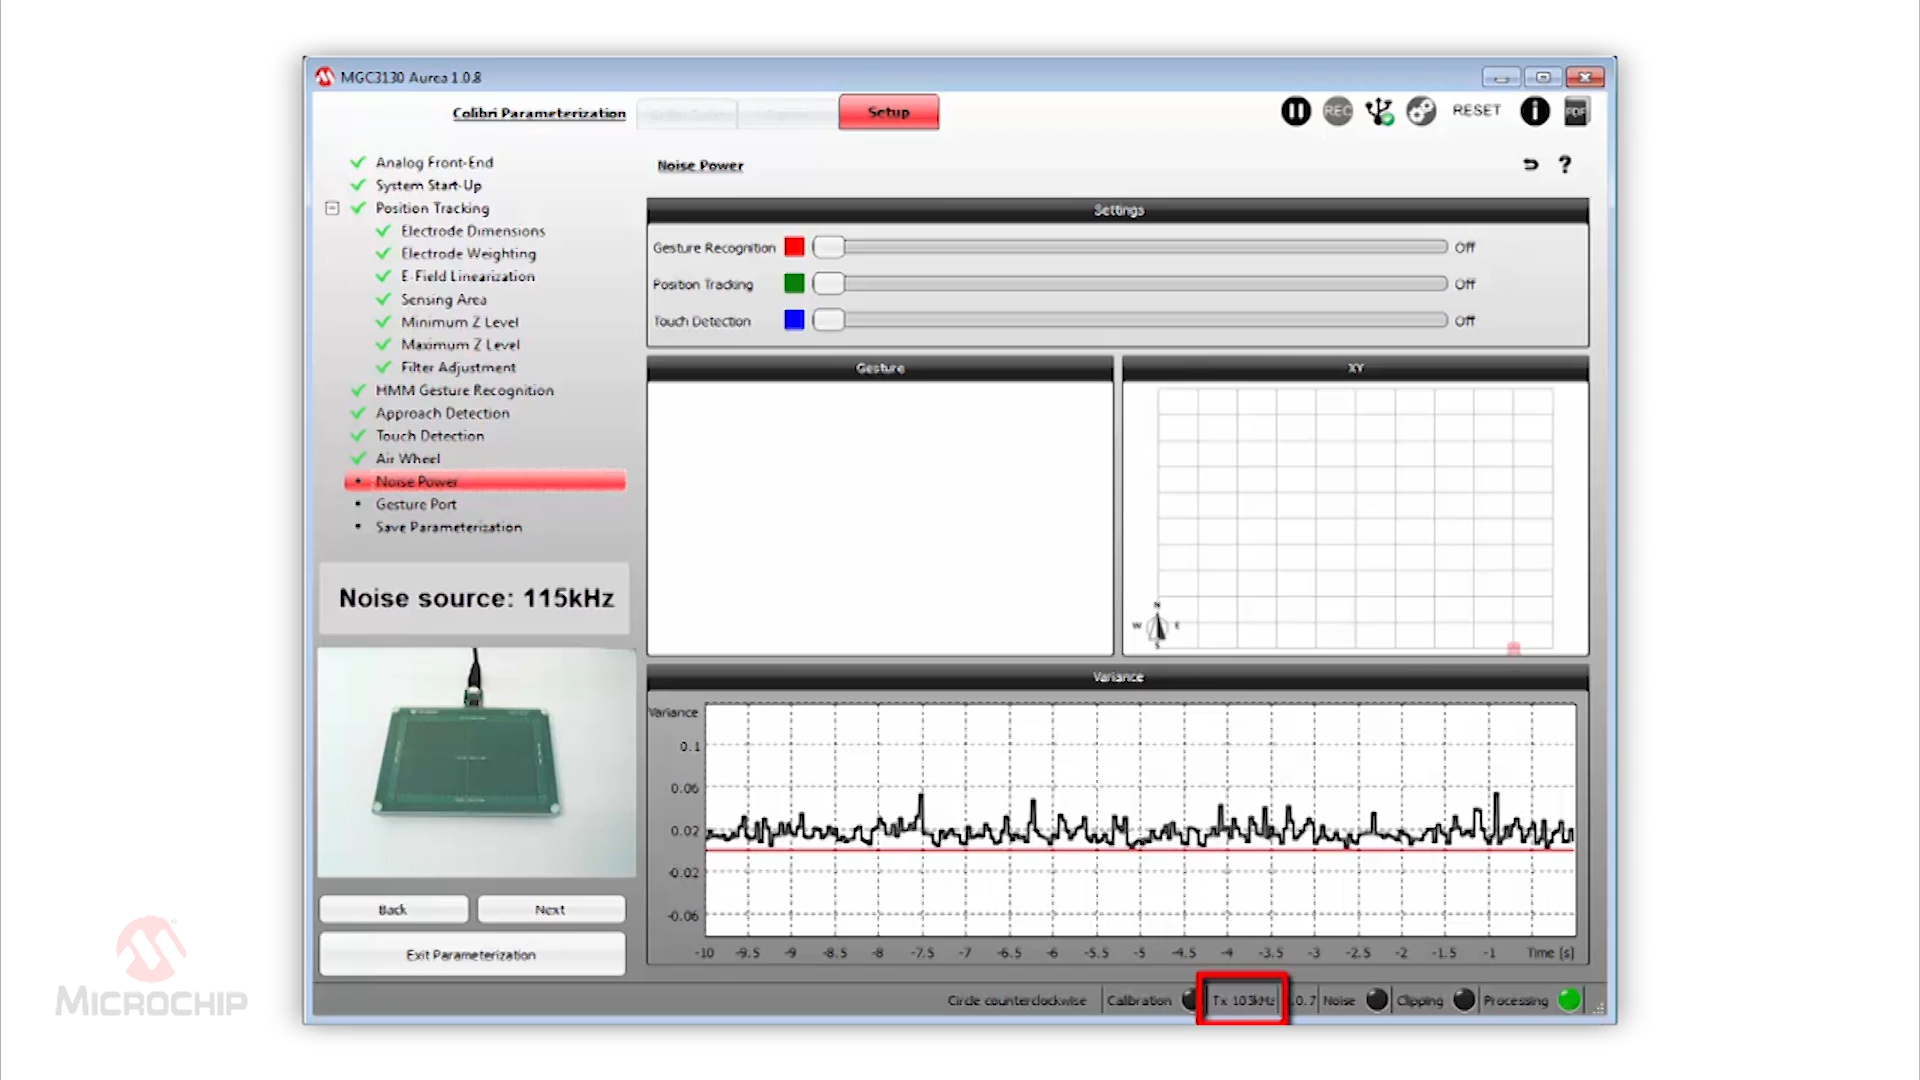 MGC3130 Aurea 1.0.8
Colibri Parameterization
Setup
REC
RESET
PDF
Analog Front-End
System Start-Up
Position Tracking
Electrode Dimensions
Electrode Weighting
E-Field Linearization
Sensing Area
Minimum Z Level
Maximum Z Level
Filter Adjustment
HMM Gesture Recognition
Approach Detection
Touch Detection
Air Wheel
Noise Power
Gesture Port
Save Parameterization
Noise source: 115kHz
Back
Next
Exit Parameterization
MICROCHIP
Noise Power
?
Settings
Gesture Recognition Off
Position Tracking Off
Touch Detection Off
Gesture
XY
N
W E
S
Variance
Variance
0.1
0.06
0.02
-0.02
-0.06
-10 -9.5 -9 -8.5 -8 -7.5 -7 -6.5 -6 -5.5 -5 -4.5 -4 -3.5 -3 -2.5 -2 -1.5 -1 Time [s]
Circle counterclockwise Calibration Tx 103kHz .0.7 Noise Clipping Processing